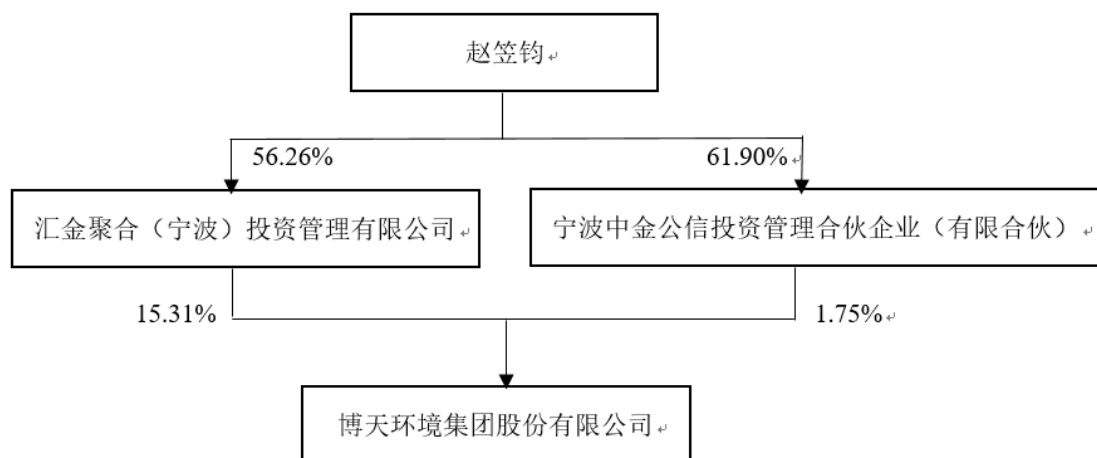 赵笠钧
56.26%
61.90%
汇金聚合（宁波）投资管理有限公司
宁波中金公信投资管理合伙企业（有限合伙）
15.31%
1.75%
博天环境集团股份有限公司